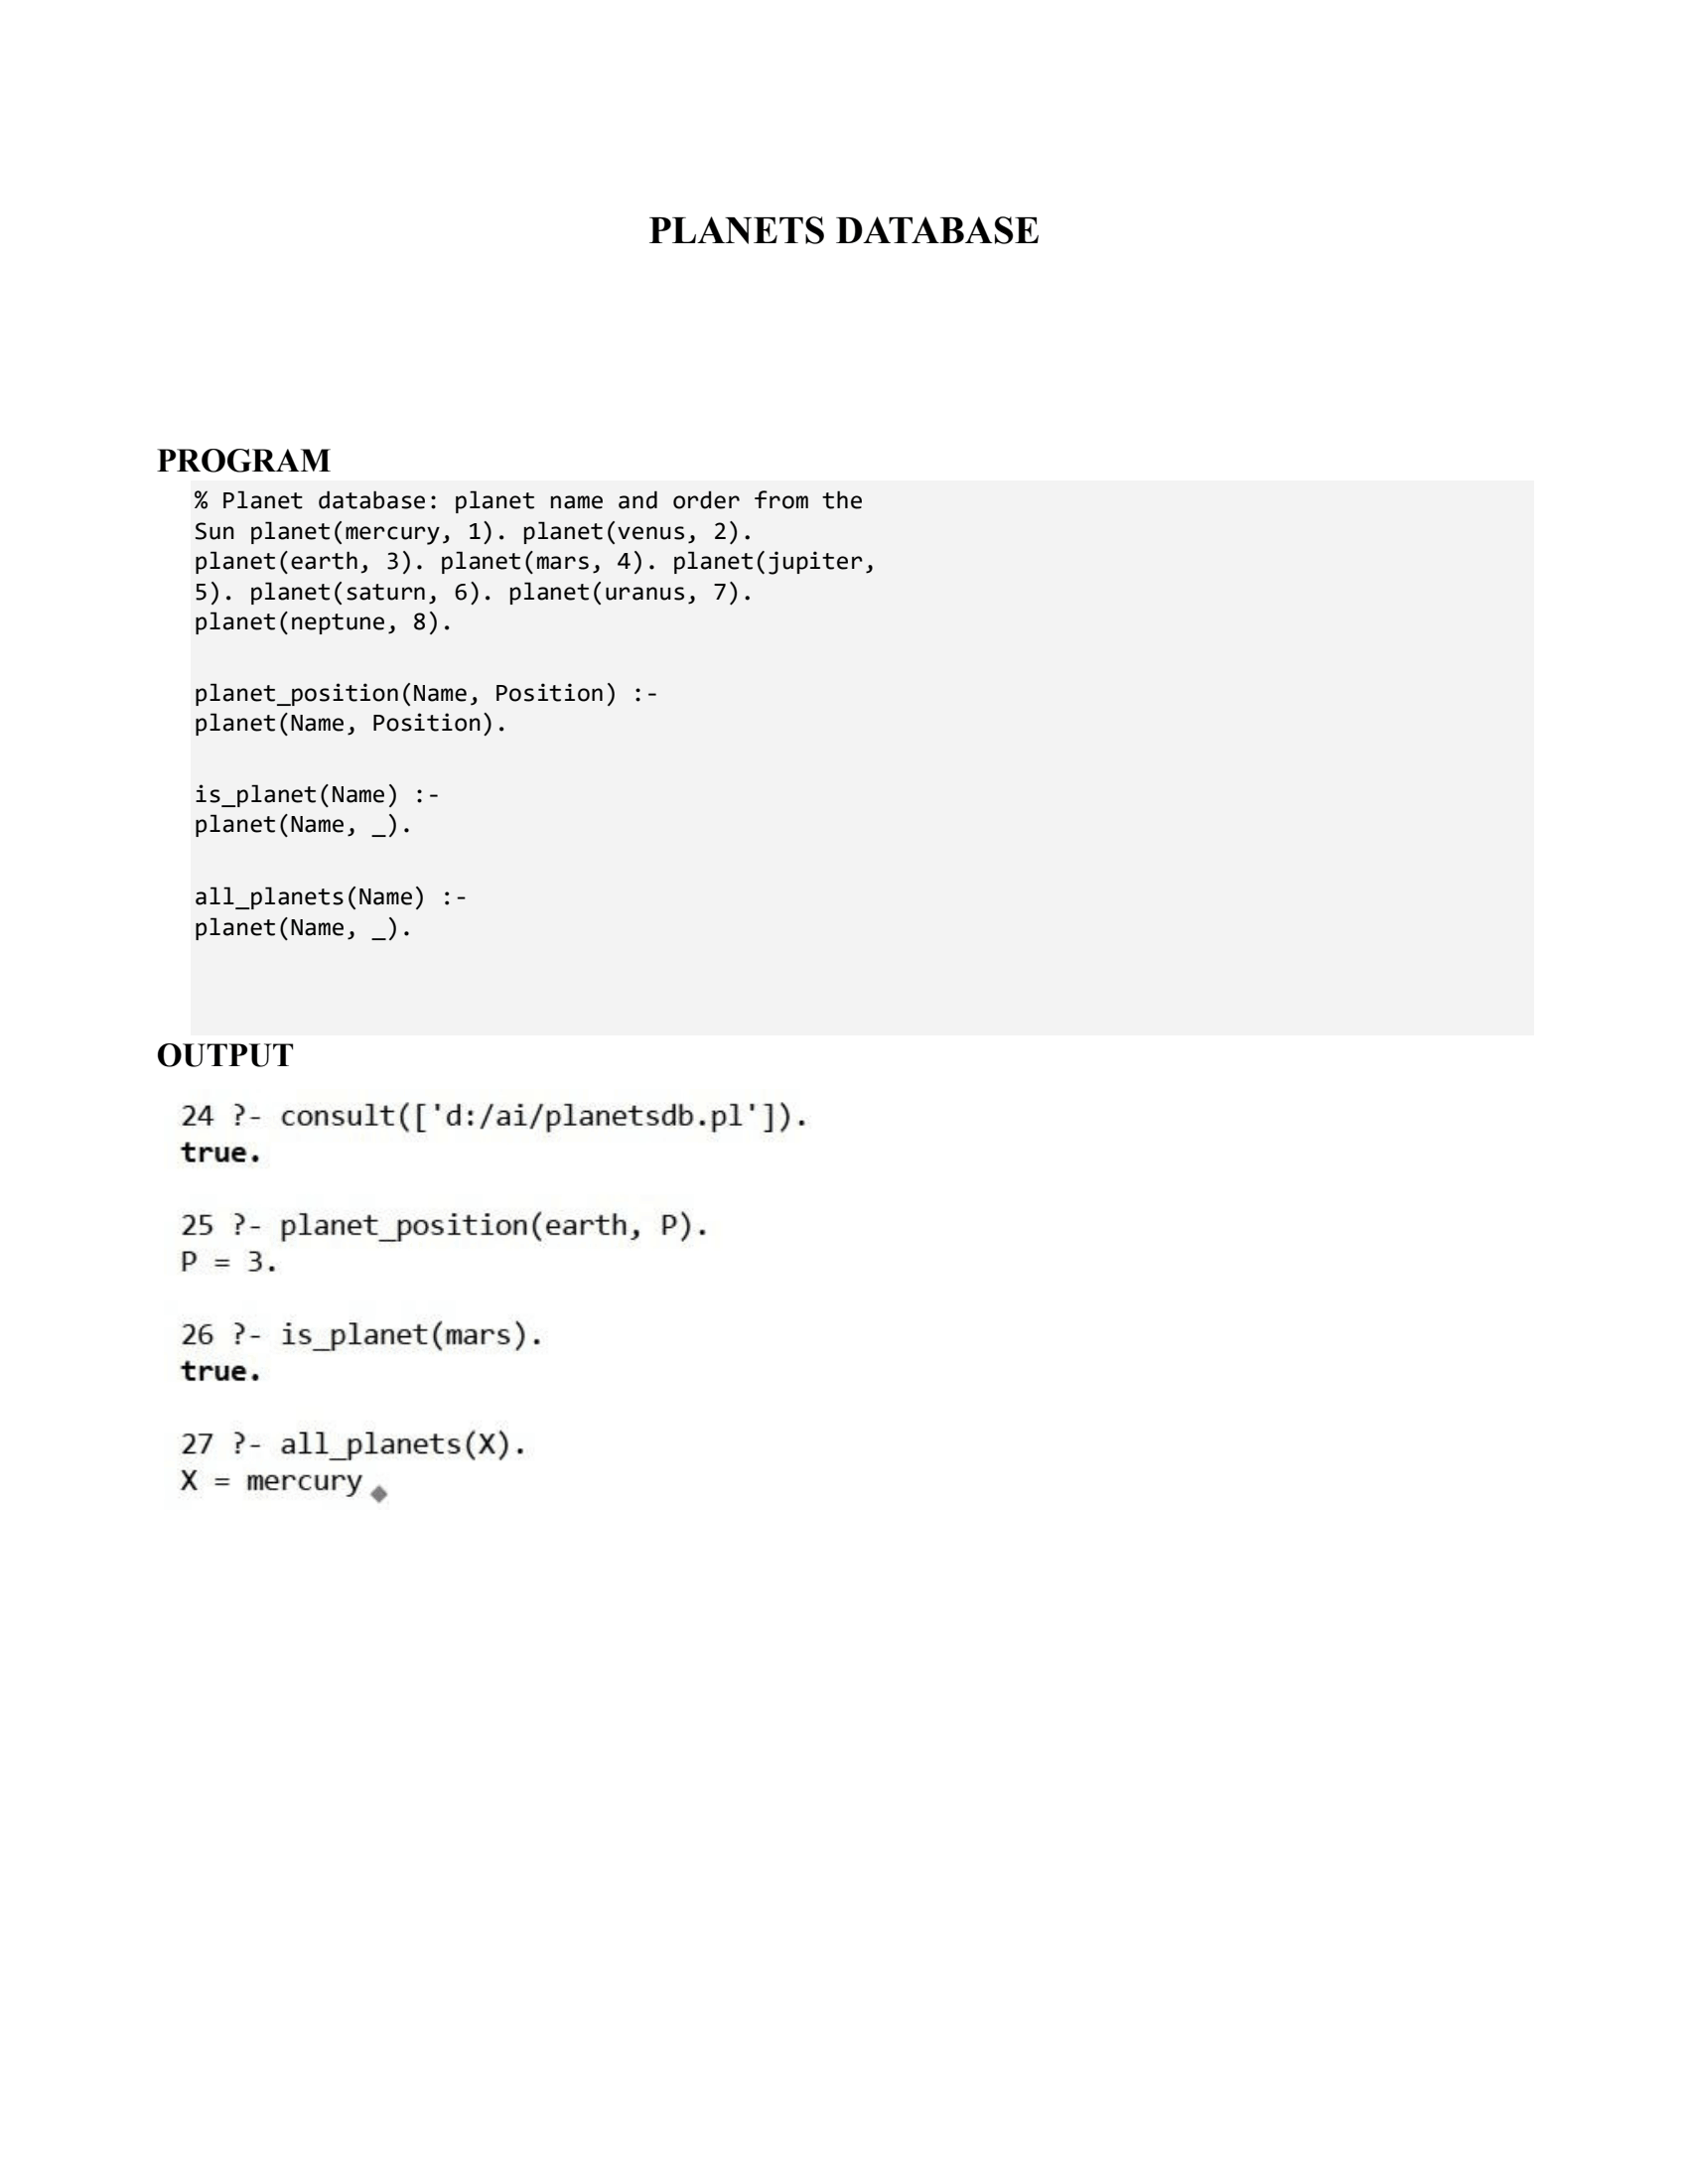 PLANETS DATABASE
PROGRAM
% Planet database: planet name and order from the
Sun planet(mercury, 1). planet(venus, 2).
planet(earth, 3). planet(mars, 4). planet(jupiter,
5). planet(saturn, 6). planet(uranus, 7).
planet(neptune, 8).
planet_position(Name, Position) :-
planet(Name, Position).
is_planet(Name) :-
planet(Name, _).
all_planets(Name) :-
planet(Name, _).
OUTPUT
24 ?- consult(['d:/ai/planetsdb.pl']).
true.
25 ?- planet_position(earth, P).
P = 3.
26 ?- is_planet(mars).
true.
27 ?- all_planets(X).
X = mercury